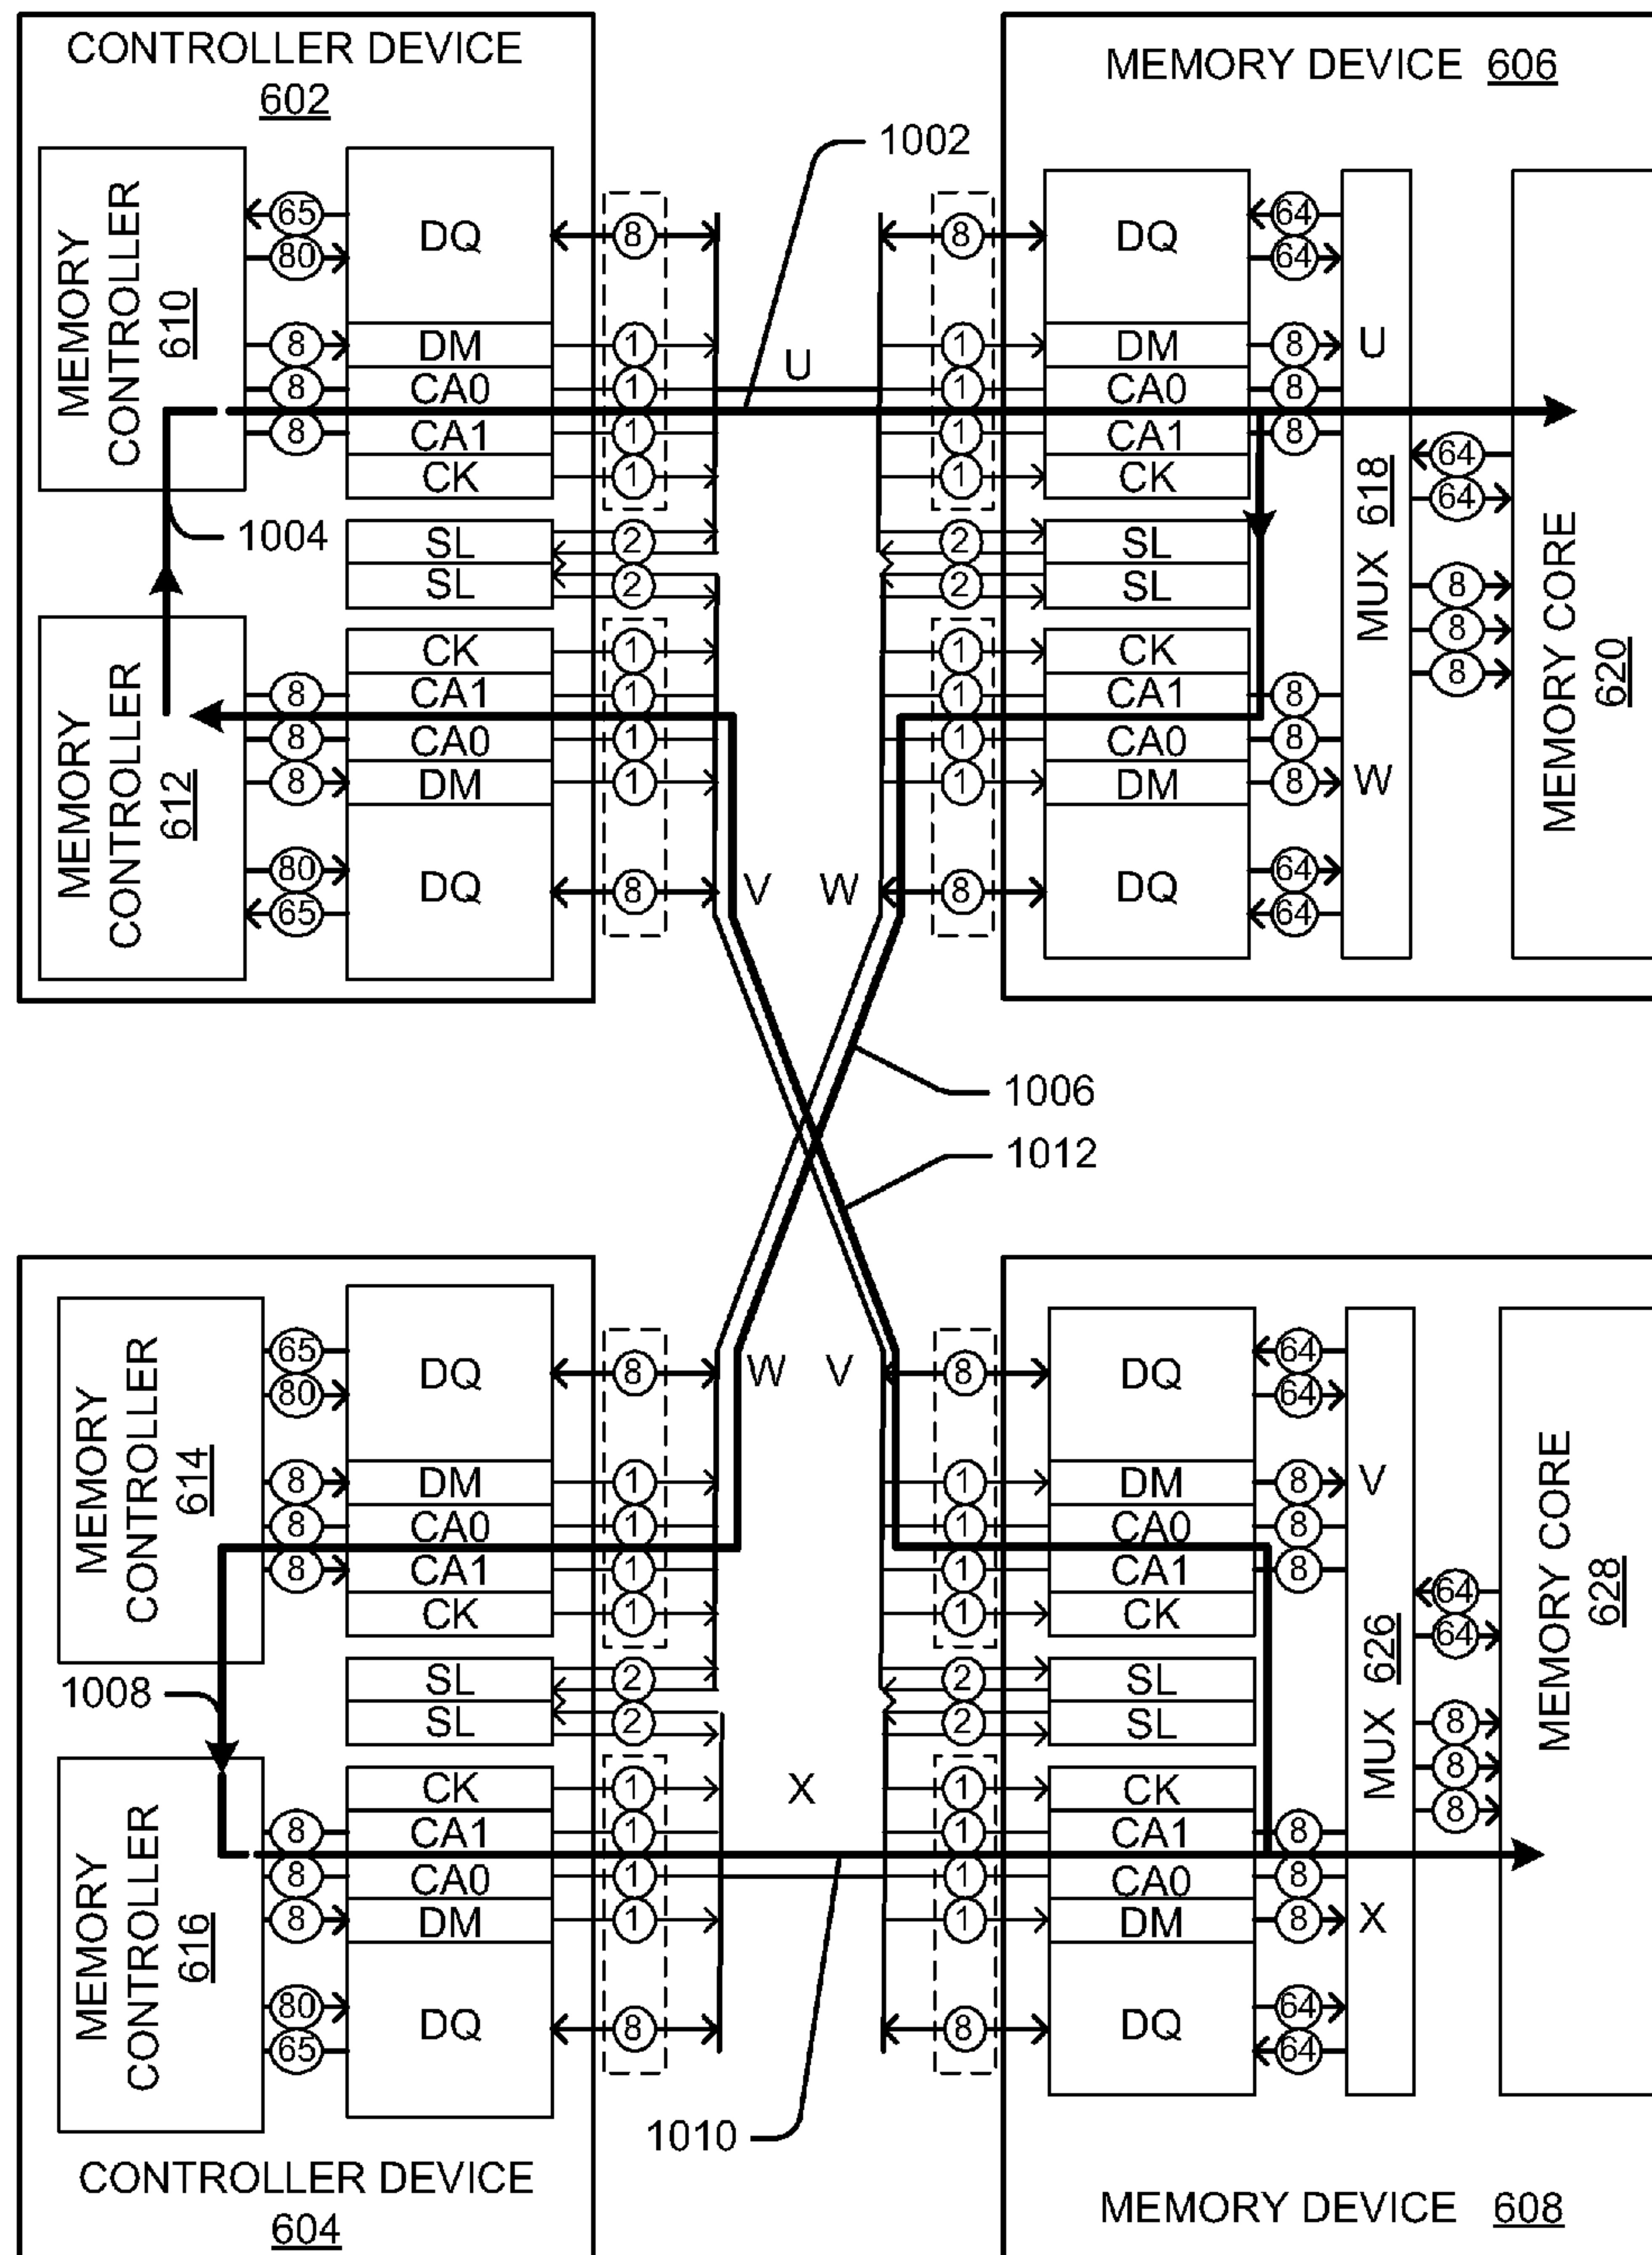 CONTROLLER DEVICE
602
MEMORY DEVICE 606
1002
MEMORY
CONTROLLER
610
65
80
DQ
8
8
DQ
64
64
8
DM
1
1
DM
8
U
8
CA0
1
U
1
CA0
8
8
CA1
1
1
CA1
8
CK
1
1
CK
64
64
MUX 618
1004
SL
2
2
SL
SL
2
2
SL
8
8
8
MEMORY CORE
620
MEMORY
CONTROLLER
612
CK
1
1
CK
8
CA1
1
1
CA1
8
8
CA0
1
1
CA0
8
8
DM
1
1
DM
8
W
80
65
DQ
8
V
W
8
DQ
64
64
1006
1012
MEMORY
CONTROLLER
614
65
80
DQ
8
W
V
8
DQ
64
64
8
DM
1
1
DM
8
V
8
CA0
1
1
CA0
8
8
CA1
1
1
CA1
8
CK
1
1
CK
64
64
MUX 626
MEMORY CORE
628
1008
SL
2
2
SL
SL
2
2
SL
8
8
8
MEMORY
CONTROLLER
616
CK
1
X
1
CK
8
CA1
1
1
CA1
8
8
CA0
1
1
CA0
8
8
DM
1
1
DM
8
X
80
65
DQ
8
8
DQ
64
64
1010
CONTROLLER DEVICE
604
MEMORY DEVICE 608